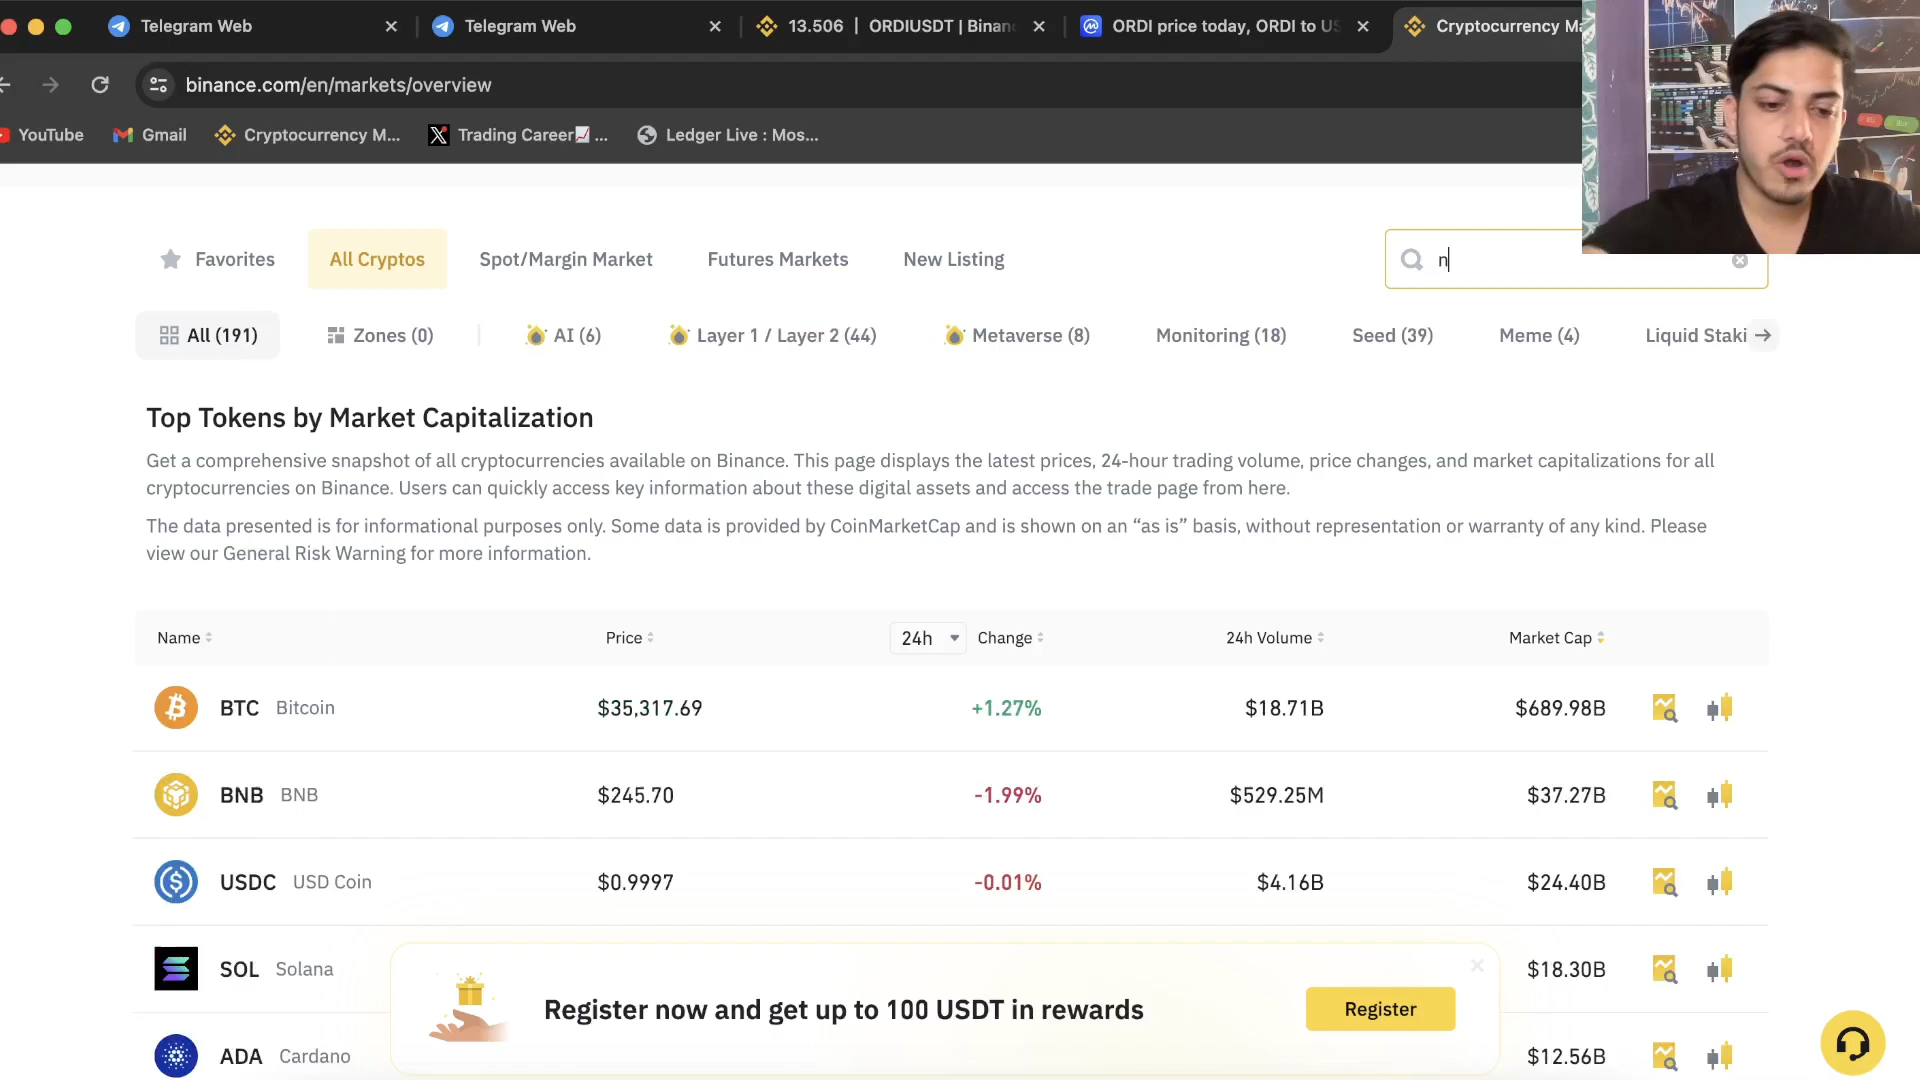 Telegram Web
Telegram Web
13.506 | ORDIUSDT | Binan
ORDI price today, ORDI to US
Cryptocurrency Ma
binance.com/en/markets/overview
YouTube
Gmail
Cryptocurrency M...
Trading Career📈 ...
Ledger Live : Mos...
Favorites
All Cryptos
Spot/Margin Market
Futures Markets
New Listing
n
All (191)
Zones (0)
AI (6)
Layer 1 / Layer 2 (44)
Metaverse (8)
Monitoring (18)
Seed (39)
Meme (4)
Liquid Staki
Top Tokens by Market Capitalization
Get a comprehensive snapshot of all cryptocurrencies available on Binance. This page displays the latest prices, 24-hour trading volume, price changes, and market capitalizations for all
cryptocurrencies on Binance. Users can quickly access key information about these digital assets and access the trade page from here.
The data presented is for informational purposes only. Some data is provided by CoinMarketCap and is shown on an “as is” basis, without representation or warranty of any kind. Please
view our General Risk Warning for more information.
Name Price 24h Change 24h Volume Market Cap
BTC Bitcoin $35,317.69 +1.27% $18.71B $689.98B
BNB BNB $245.70 -1.99% $529.25M $37.27B
USDC USD Coin $0.9997 -0.01% $4.16B $24.40B
SOL Solana $18.30B
Register now and get up to 100 USDT in rewards
Register
ADA Cardano $12.56B